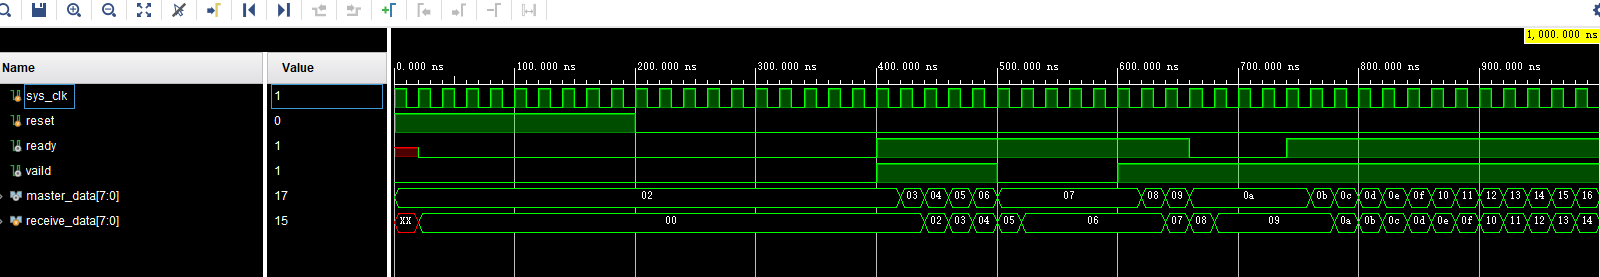 1,000.000 ns
Name Value
0.000 ns 100.000 ns 200.000 ns 300.000 ns 400.000 ns 500.000 ns 600.000 ns 700.000 ns 800.000 ns 900.000 ns
sys_clk 1
reset 0
ready 1
vaild 1
master_data[7:0] 17 02 03 04 05 06 07 08 09 0a 0b 0c 0d 0e 0f 10 11 12 13 14 15 16
receive_data[7:0] 15 XX 00 02 03 04 05 06 07 08 09 0a 0b 0c 0d 0e 0f 10 11 12 13 14